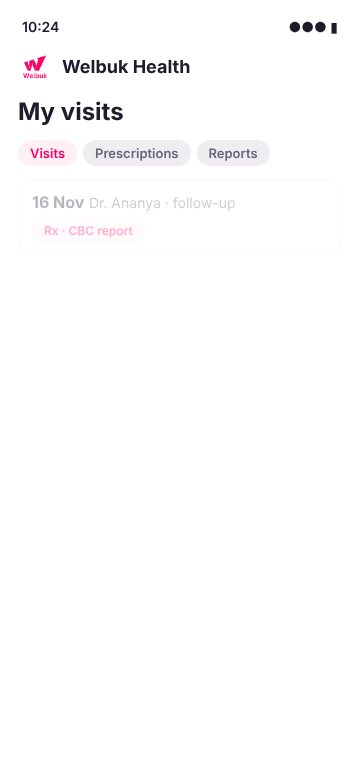 10:24
Welbuk
Welbuk Health
My visits
Visits Prescriptions Reports
16 Nov Dr. Ananya · follow-up
Rx · CBC report